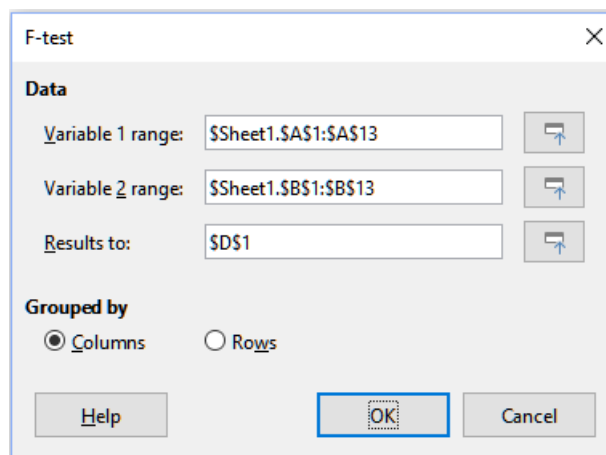 F-test
Data
Variable 1 range: $Sheet1.$A$1:$A$13
Variable 2 range: $Sheet1.$B$1:$B$13
Results to: $D$1
Grouped by
Columns Rows
Help OK Cancel